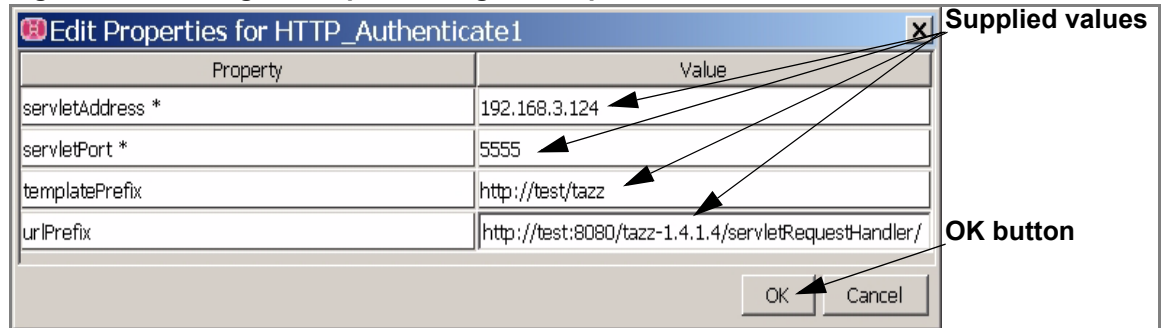 Edit Properties for HTTP_Authenticate1
Supplied values
Property Value
servletAddress * 192.168.3.124
servletPort * 5555
templatePrefix http://test/tazz
urlPrefix http://test:8080/tazz-1.4.1.4/servletRequestHandler/
OK button
OK Cancel